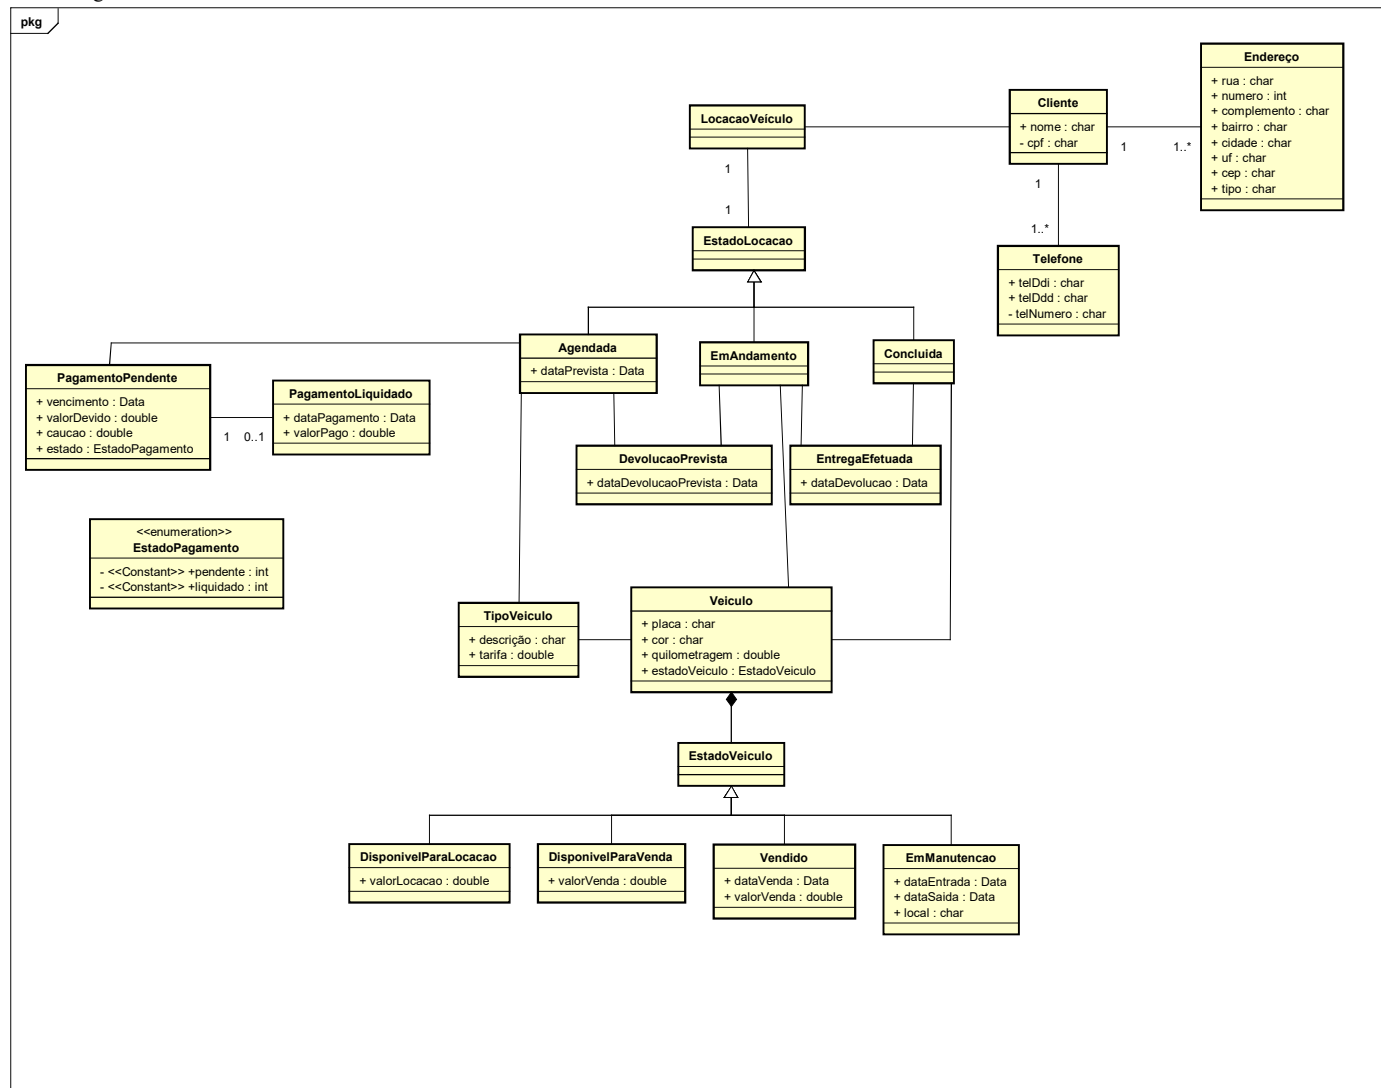 pkg
Endereço
+ rua : char
+ numero : int
+ complemento : char
+ bairro : char
+ cidade : char
+ uf : char
+ cep : char
+ tipo : char
Cliente
+ nome : char
- cpf : char
LocacaoVeículo
1
1..*
1
1
1
1..*
EstadoLocacao
Telefone
+ telDdi : char
+ telDdd : char
- telNumero : char
Agendada
+ dataPrevista : Data
EmAndamento
Concluida
PagamentoPendente
+ vencimento : Data
+ valorDevido : double
+ caucao : double
+ estado : EstadoPagamento
PagamentoLiquidado
+ dataPagamento : Data
+ valorPago : double
1
0..1
DevolucaoPrevista
+ dataDevolucaoPrevista : Data
EntregaEfetuada
+ dataDevolucao : Data
<<enumeration>>
EstadoPagamento
- <<Constant>> +pendente : int
- <<Constant>> +liquidado : int
TipoVeiculo
+ descrição : char
+ tarifa : double
Veiculo
+ placa : char
+ cor : char
+ quilometragem : double
+ estadoVeiculo : EstadoVeiculo
EstadoVeiculo
DisponivelParaLocacao
+ valorLocacao : double
DisponivelParaVenda
+ valorVenda : double
Vendido
+ dataVenda : Data
+ valorVenda : double
EmManutencao
+ dataEntrada : Data
+ dataSaida : Data
+ local : char